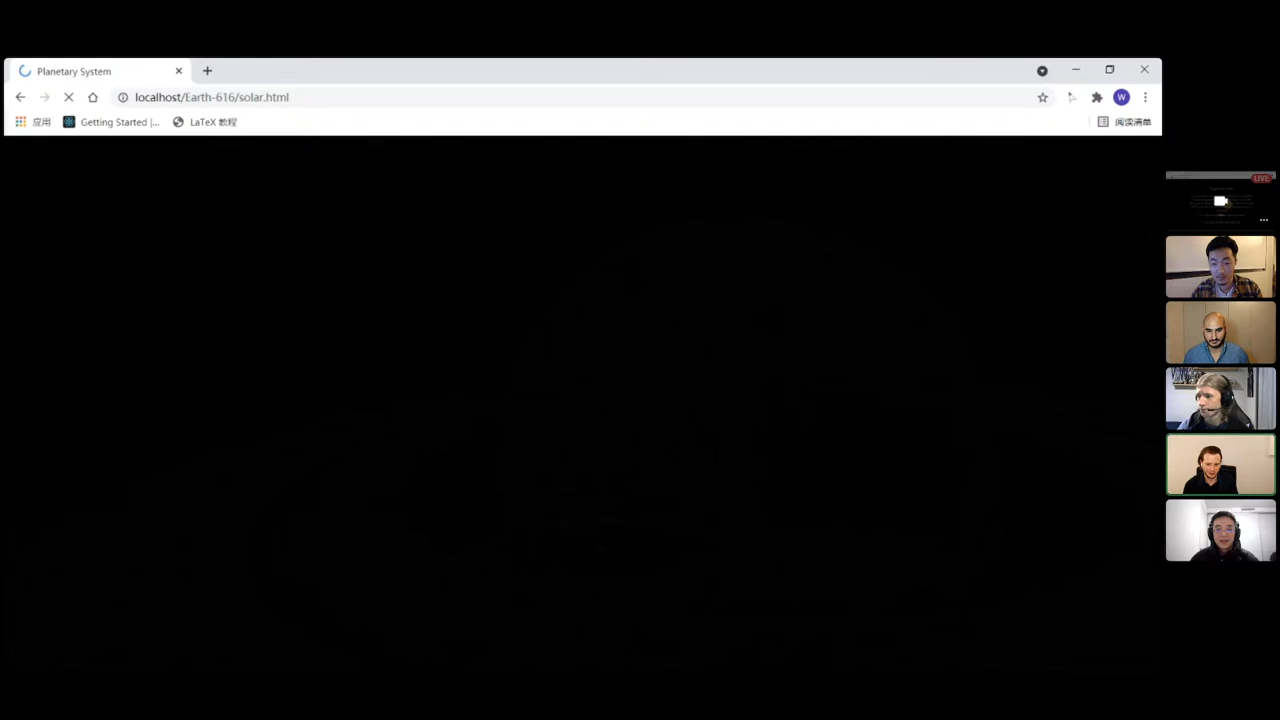 Planetary System
localhost/Earth-616/solar.html
W
应用 Getting Started |... LaTeX 教程 阅读清单
LIVE